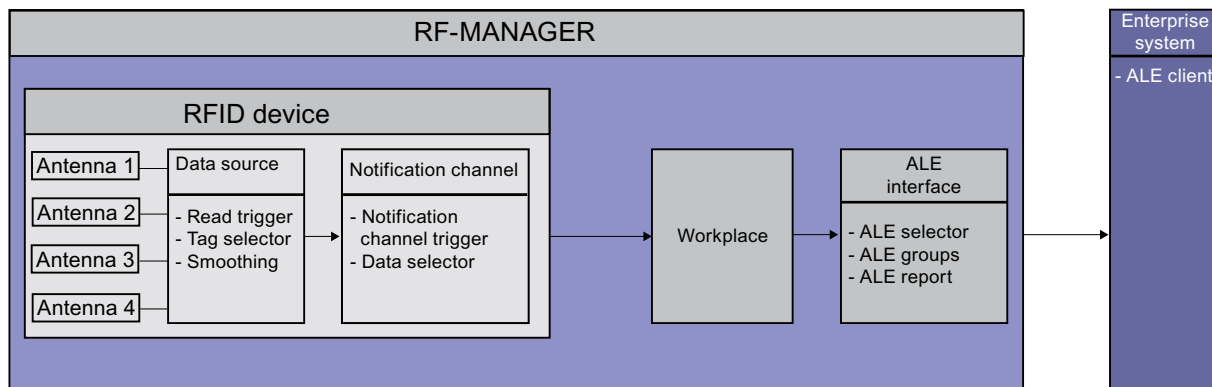 RF-MANAGER
Enterprise
system
- ALE client
RFID device
Antenna 1
Antenna 2
Antenna 3
Antenna 4
Data source
- Read trigger
- Tag selector
- Smoothing
Notification channel
- Notification
channel trigger
- Data selector
Workplace
ALE
interface
- ALE selector
- ALE groups
- ALE report